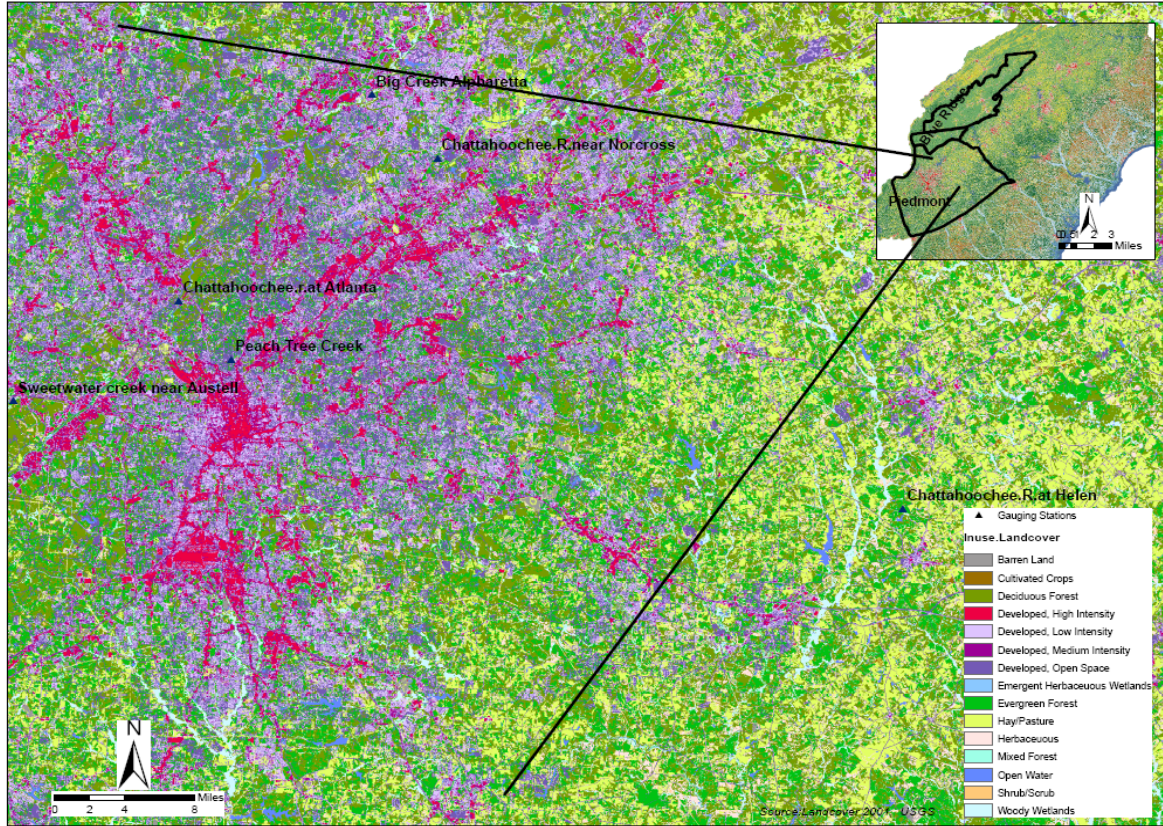 Big Creek Alpharetta
Chattahoochee.R.near Norcross
Blue Ridge
Piedmont
N
2 3
Miles
Chattahoochee.r.at Atlanta
Peach Tree Creek
Sweetwater creek near Austell
Chattahoochee.R.at Helen
Gauging Stations
Inuse.Landcover
Barren Land
Cultivated Crops
Deciduous Forest
Developed, High Intensity
Developed, Low Intensity
Developed, Medium Intensity
Developed, Open Space
Emergent Herbaceuous Wetlands
Evergreen Forest
Hay/Pasture
Herbaceuous
Mixed Forest
Open Water
Shrub/Scrub
Woody Wetlands
N
Miles
0 2 4 8
Source:Landcover 2001 - USGS